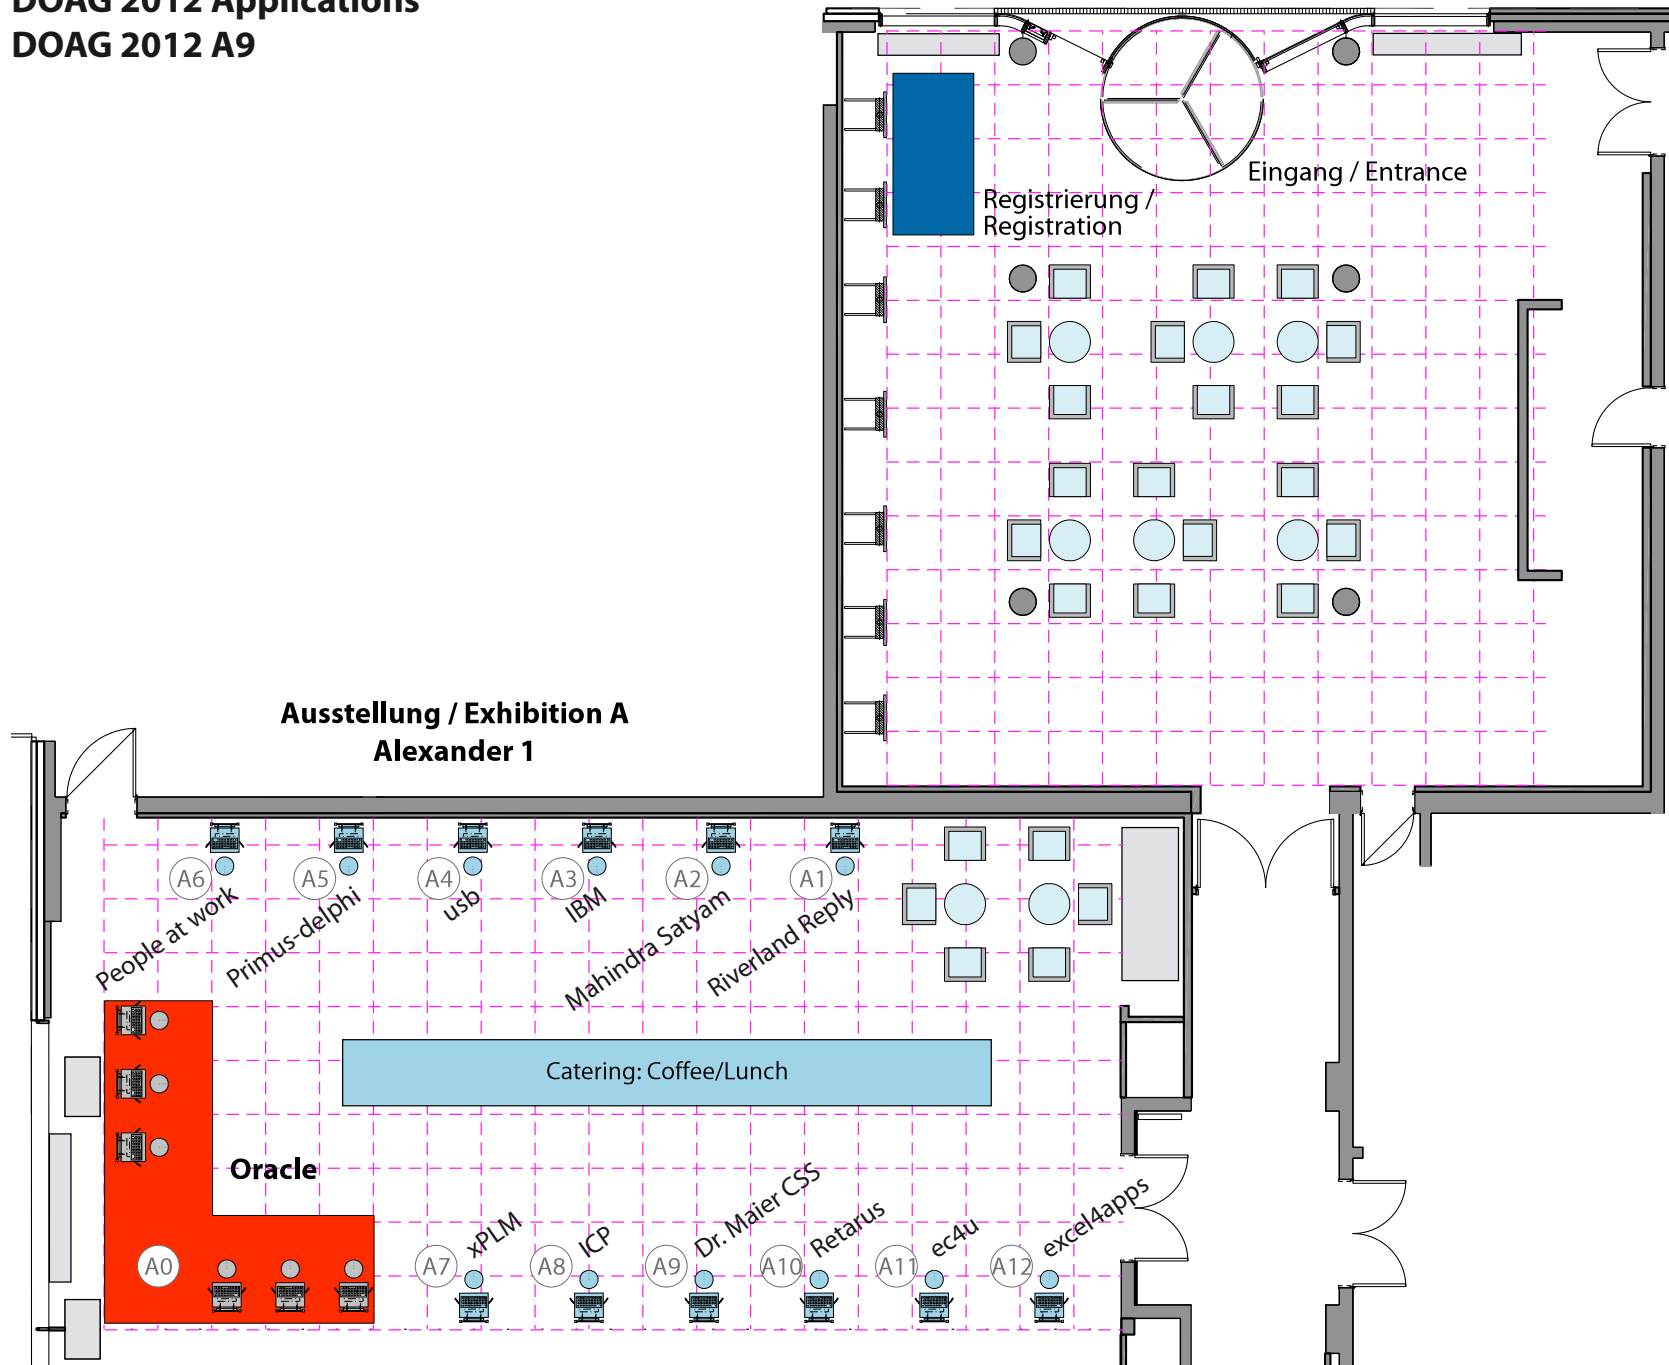 DOAG 2012 Applications
DOAG 2012 A9
Eingang / Entrance
Registrierung /
Registration
Ausstellung / Exhibition A
Alexander 1
A6
A5
A4
A3
A2
A1
People at work
Primus-delphi
usb
IBM
Mahindra Satyam
Riverland Reply
Catering: Coffee/Lunch
Oracle
A0
A7
xPLM
A8
ICP
A9
Dr. Maier CSS
A10
Retarus
A11
ec4u
A12
excel4apps